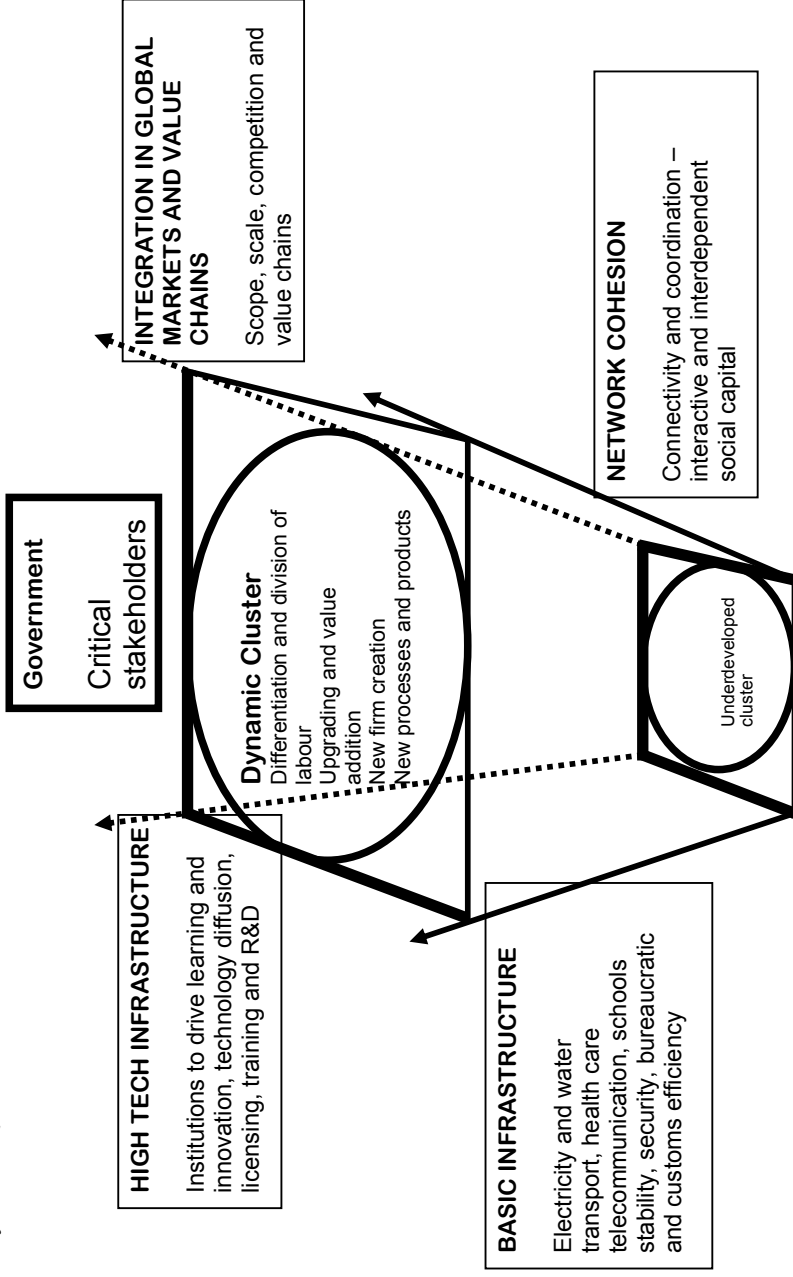 Government
Critical
stakeholders
HIGH TECH INFRASTRUCTURE
Institutions to drive learning and
innovation, technology diffusion,
licensing, training and R&D
INTEGRATION IN GLOBAL
MARKETS AND VALUE
CHAINS
Scope, scale, competition and
value chains
Dynamic Cluster
Differentiation and division of
labour
Upgrading and value
addition
New firm creation
New processes and products
BASIC INFRASTRUCTURE
Electricity and water
transport, health care
telecommunication, schools
stability, security, bureaucratic
and customs efficiency
NETWORK COHESION
Connectivity and coordination –
interactive and interdependent
social capital
Underdeveloped
cluster